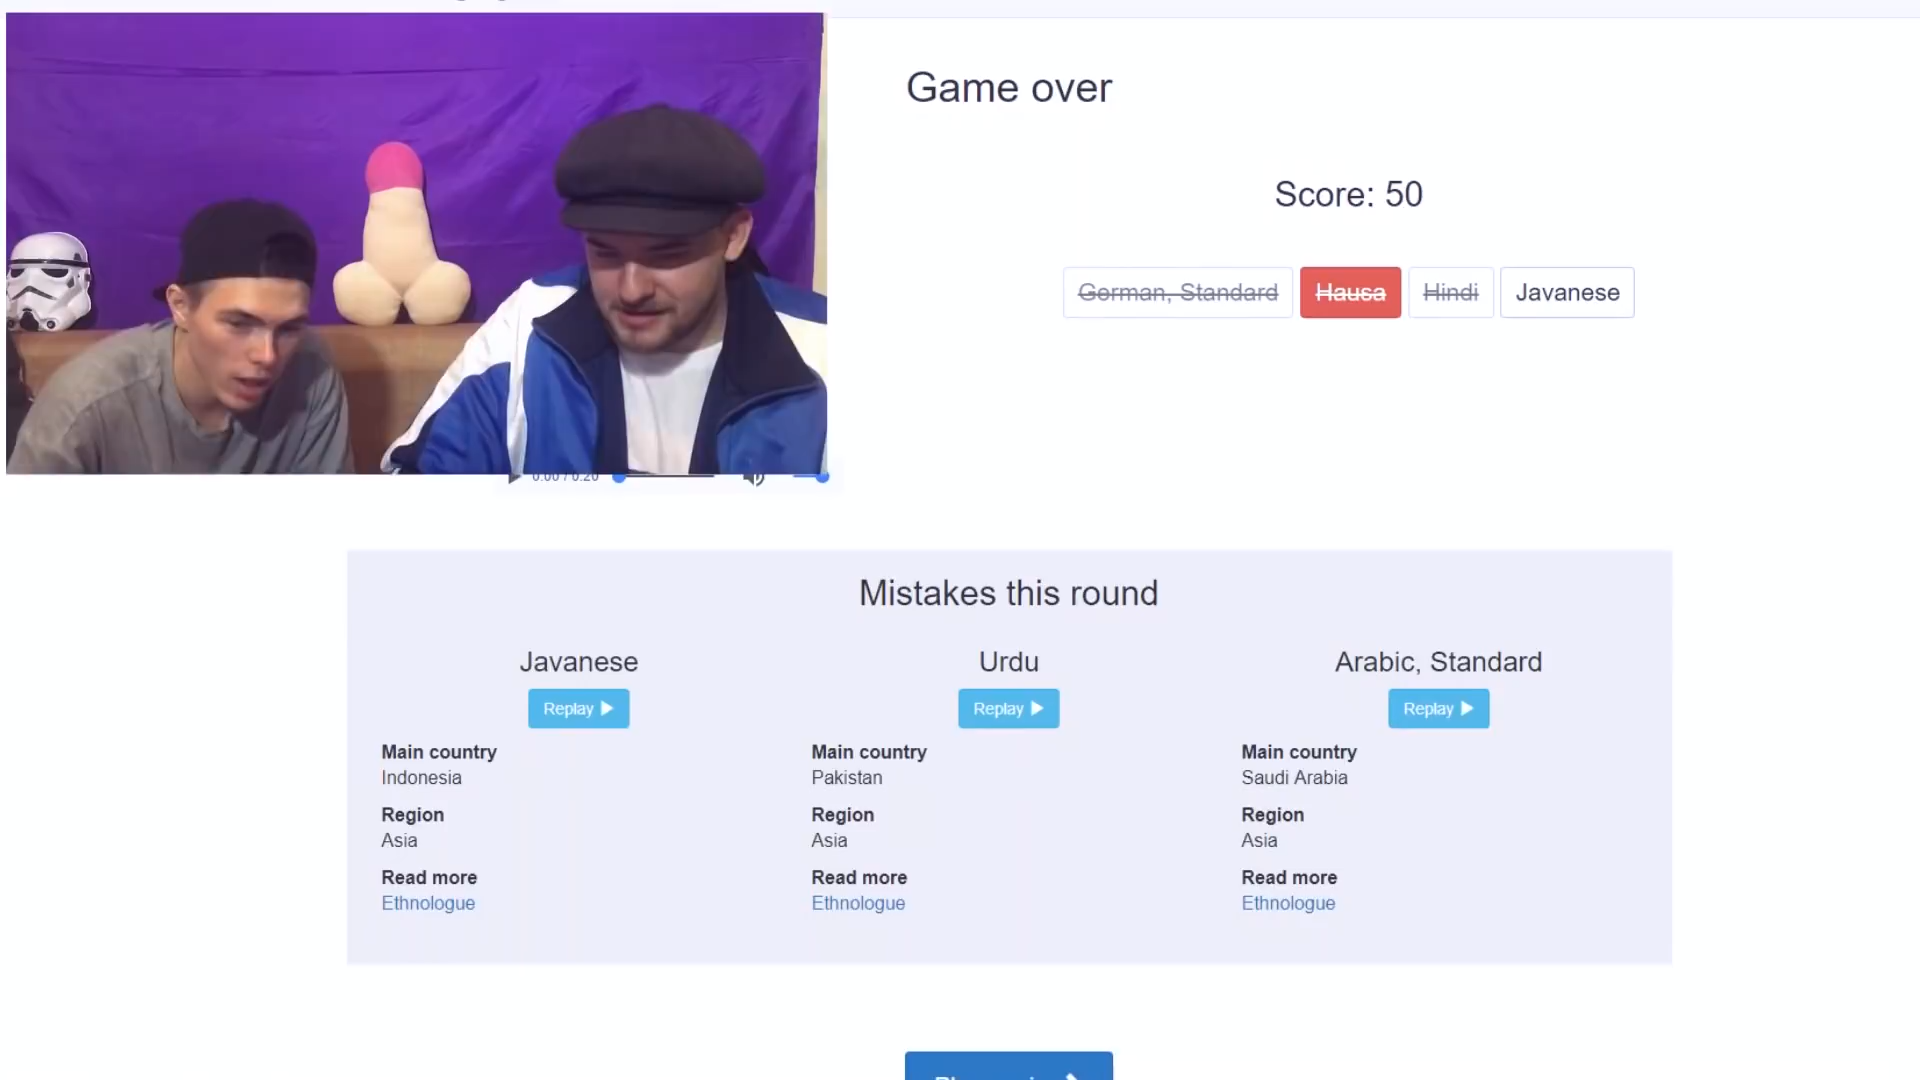 Game over
Score: 50
German, Standard Hausa Hindi Javanese
Mistakes this round
Javanese Urdu Arabic, Standard
Replay Replay Replay
Main country Main country Main country
Indonesia Pakistan Saudi Arabia
Region Region Region
Asia Asia Asia
Read more Read more Read more
Ethnologue Ethnologue Ethnologue